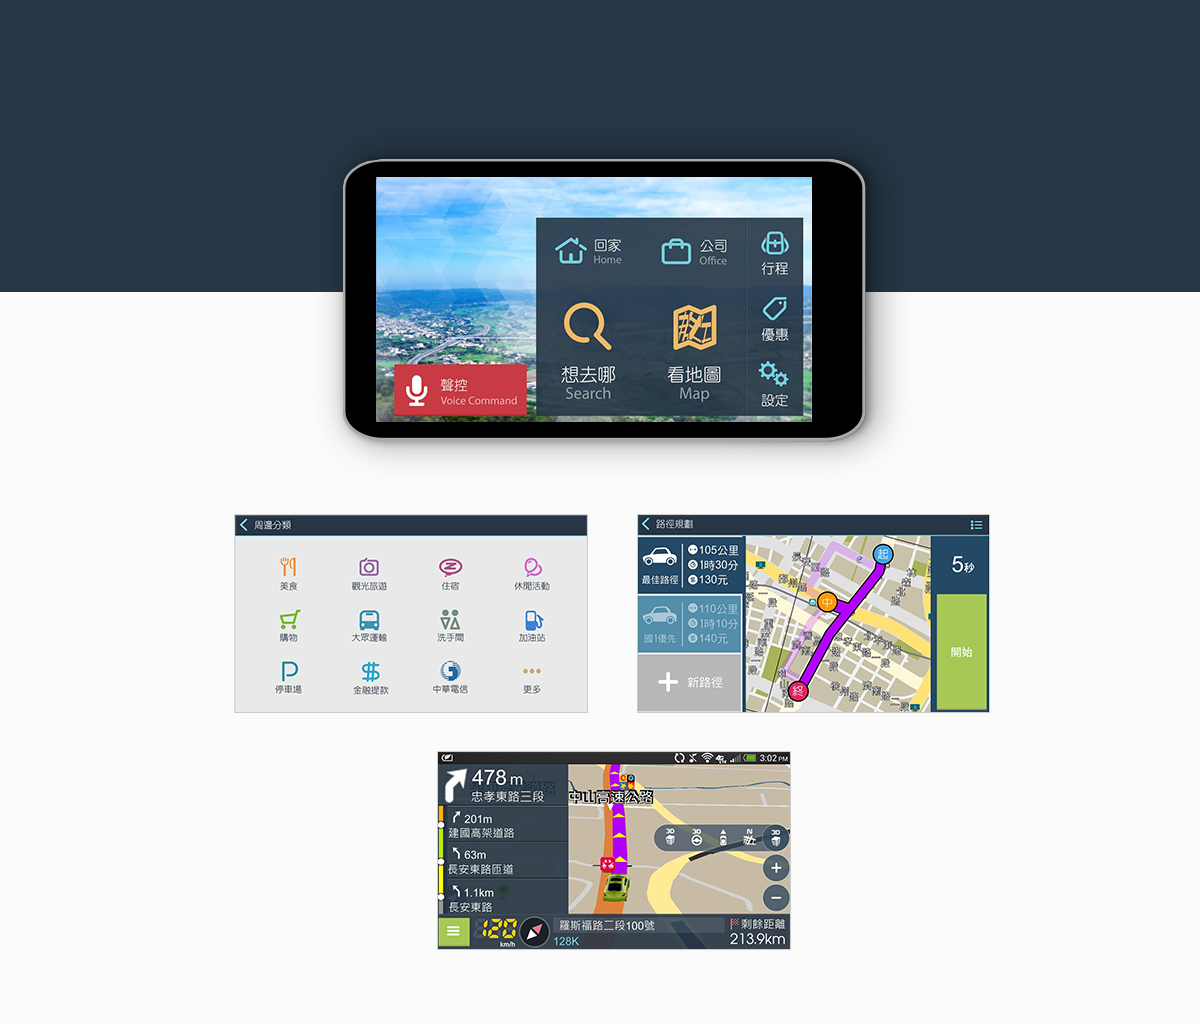 回家
Home
公司
Office
行程
優惠
想去哪
Search
看地圖
Map
設定
聲控
Voice Command
周邊分類
美食
觀光旅遊
住宿
休閒活動
購物
大眾運輸
洗手間
加油站
停車場
金融提款
中華電信
更多
路徑規劃
105公里
1時30分
130元
最佳路徑
110公里
1時10分
140元
國1優先
新路徑
起
中
終
5秒
開始
3:02 PM
478 m
忠孝東路三段
201m
建國高架道路
63m
長安東路匝道
1.1km
長安東路
中山高速公路
3D
3D
N
3D
120
km/h
羅斯福路二段100號
128K
剩餘距離
213.9km